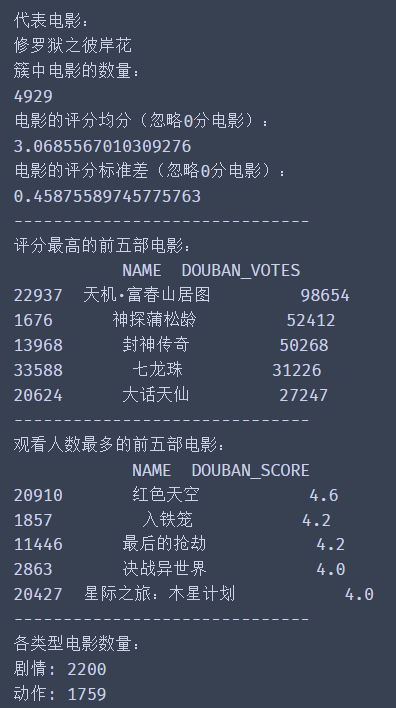 代表电影:
修罗狱之彼岸花
簇中电影的数量:
4929
电影的评分均分（忽略0分电影）:
3.0685567010309276
电影的评分标准差（忽略0分电影）:
0.45875589745775763
------------------------------
评分最高的前五部电影:
NAME  DOUBAN_VOTES
22937  天机·富春山居图  98654
1676  神探蒲松龄  52412
13968  封神传奇  50268
33588  七龙珠  31226
20624  大话天仙  27247
------------------------------
观看人数最多的前五部电影:
NAME  DOUBAN_SCORE
20910  红色天空  4.6
1857  入铁笼  4.2
11446  最后的抢劫  4.2
2863  决战异世界  4.0
20427  星际之旅：木星计划  4.0
------------------------------
各类型电影数量:
剧情: 2200
动作: 1759